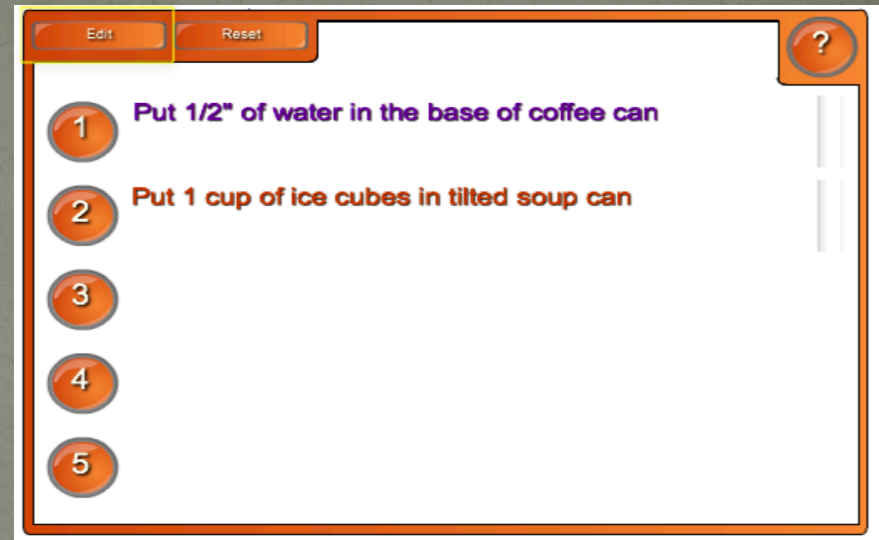 Edit
Reset
?
1 Put 1/2" of water in the base of coffee can
2 Put 1 cup of ice cubes in tilted soup can
3
4
5